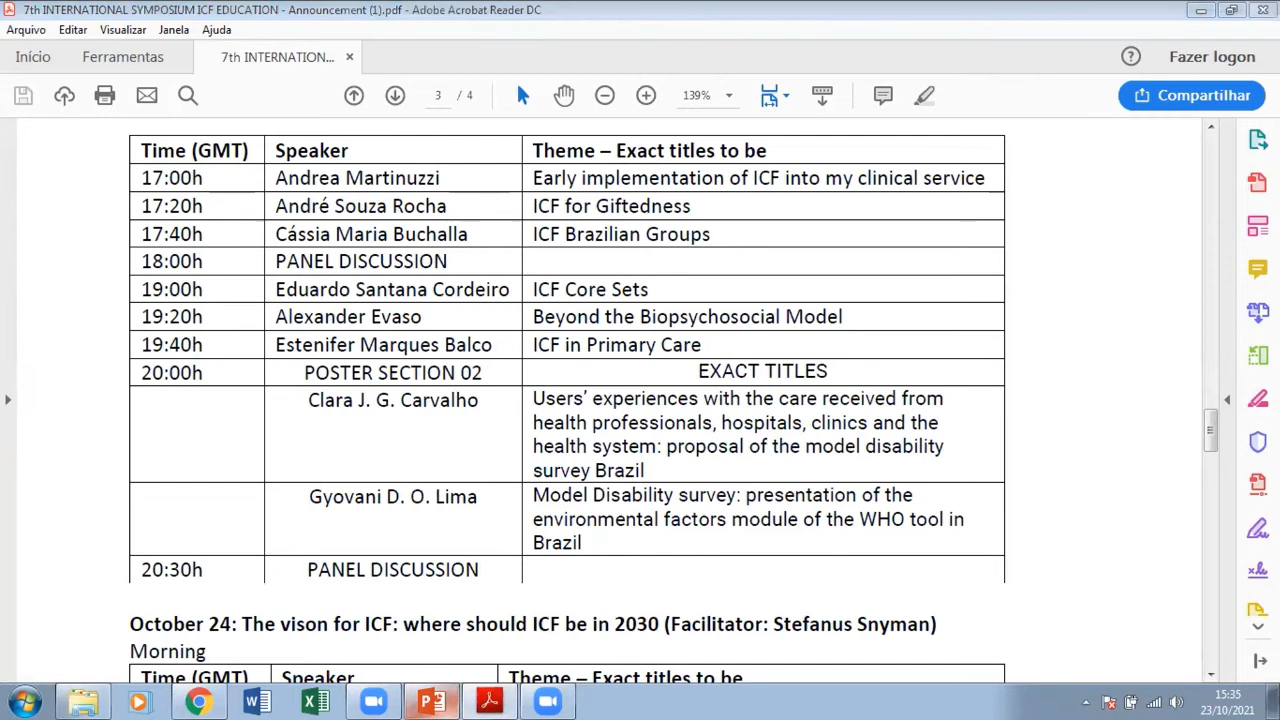 7th INTERNATIONAL SYMPOSIUM ICF EDUCATION - Announcement (1).pdf - Adobe Acrobat Reader DC
Arquivo Editar Visualizar Janela Ajuda
Início Ferramentas 7th INTERNATION... × Fazer logon
3 / 4 139% Compartilhar
Time (GMT) Speaker Theme – Exact titles to be
17:00h Andrea Martinuzzi Early implementation of ICF into my clinical service
17:20h André Souza Rocha ICF for Giftedness
17:40h Cássia Maria Buchalla ICF Brazilian Groups
18:00h PANEL DISCUSSION
19:00h Eduardo Santana Cordeiro ICF Core Sets
19:20h Alexander Evaso Beyond the Biopsychosocial Model
19:40h Estenifer Marques Balco ICF in Primary Care
20:00h POSTER SECTION 02 EXACT TITLES
Clara J. G. Carvalho Users’ experiences with the care received from
health professionals, hospitals, clinics and the
health system: proposal of the model disability
survey Brazil
Gyovani D. O. Lima Model Disability survey: presentation of the
environmental factors module of the WHO tool in
Brazil
20:30h PANEL DISCUSSION
October 24: The vison for ICF: where should ICF be in 2030 (Facilitator: Stefanus Snyman)
Morning
Time (GMT) Speaker Theme – Exact titles to be
15:35
23/10/2021